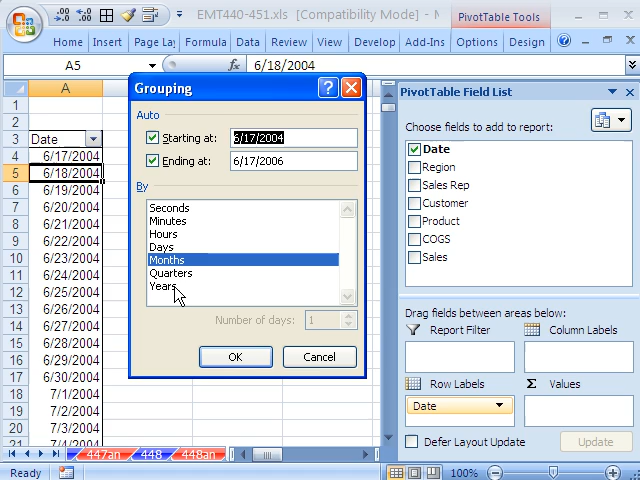 EMT440-451.xls [Compatibility Mode] - M
PivotTable Tools
Home Insert Page La Formula Data Review View Develop Add-Ins Options Design
A5
fx 6/18/2004
A
1
2
3 Date
4 6/17/2004
5 6/18/2004
6 6/19/2004
7 6/20/2004
8 6/21/2004
9 6/22/2004
10 6/23/2004
11 6/24/2004
12 6/25/2004
13 6/26/2004
14 6/27/2004
15 6/28/2004
16 6/29/2004
17 6/30/2004
18 7/1/2004
19 7/2/2004
20 7/3/2004
21 7/4/2004
447an 448 448an
Ready
100%
Grouping
Auto
Starting at: 6/17/2004
Ending at: 6/17/2006
By
Seconds
Minutes
Hours
Days
Months
Quarters
Years
Number of days: 1
OK Cancel
PivotTable Field List
Choose fields to add to report:
Date
Region
Sales Rep
Customer
Product
COGS
Sales
Drag fields between areas below:
Report Filter Column Labels
Row Labels Σ Values
Date
Defer Layout Update Update